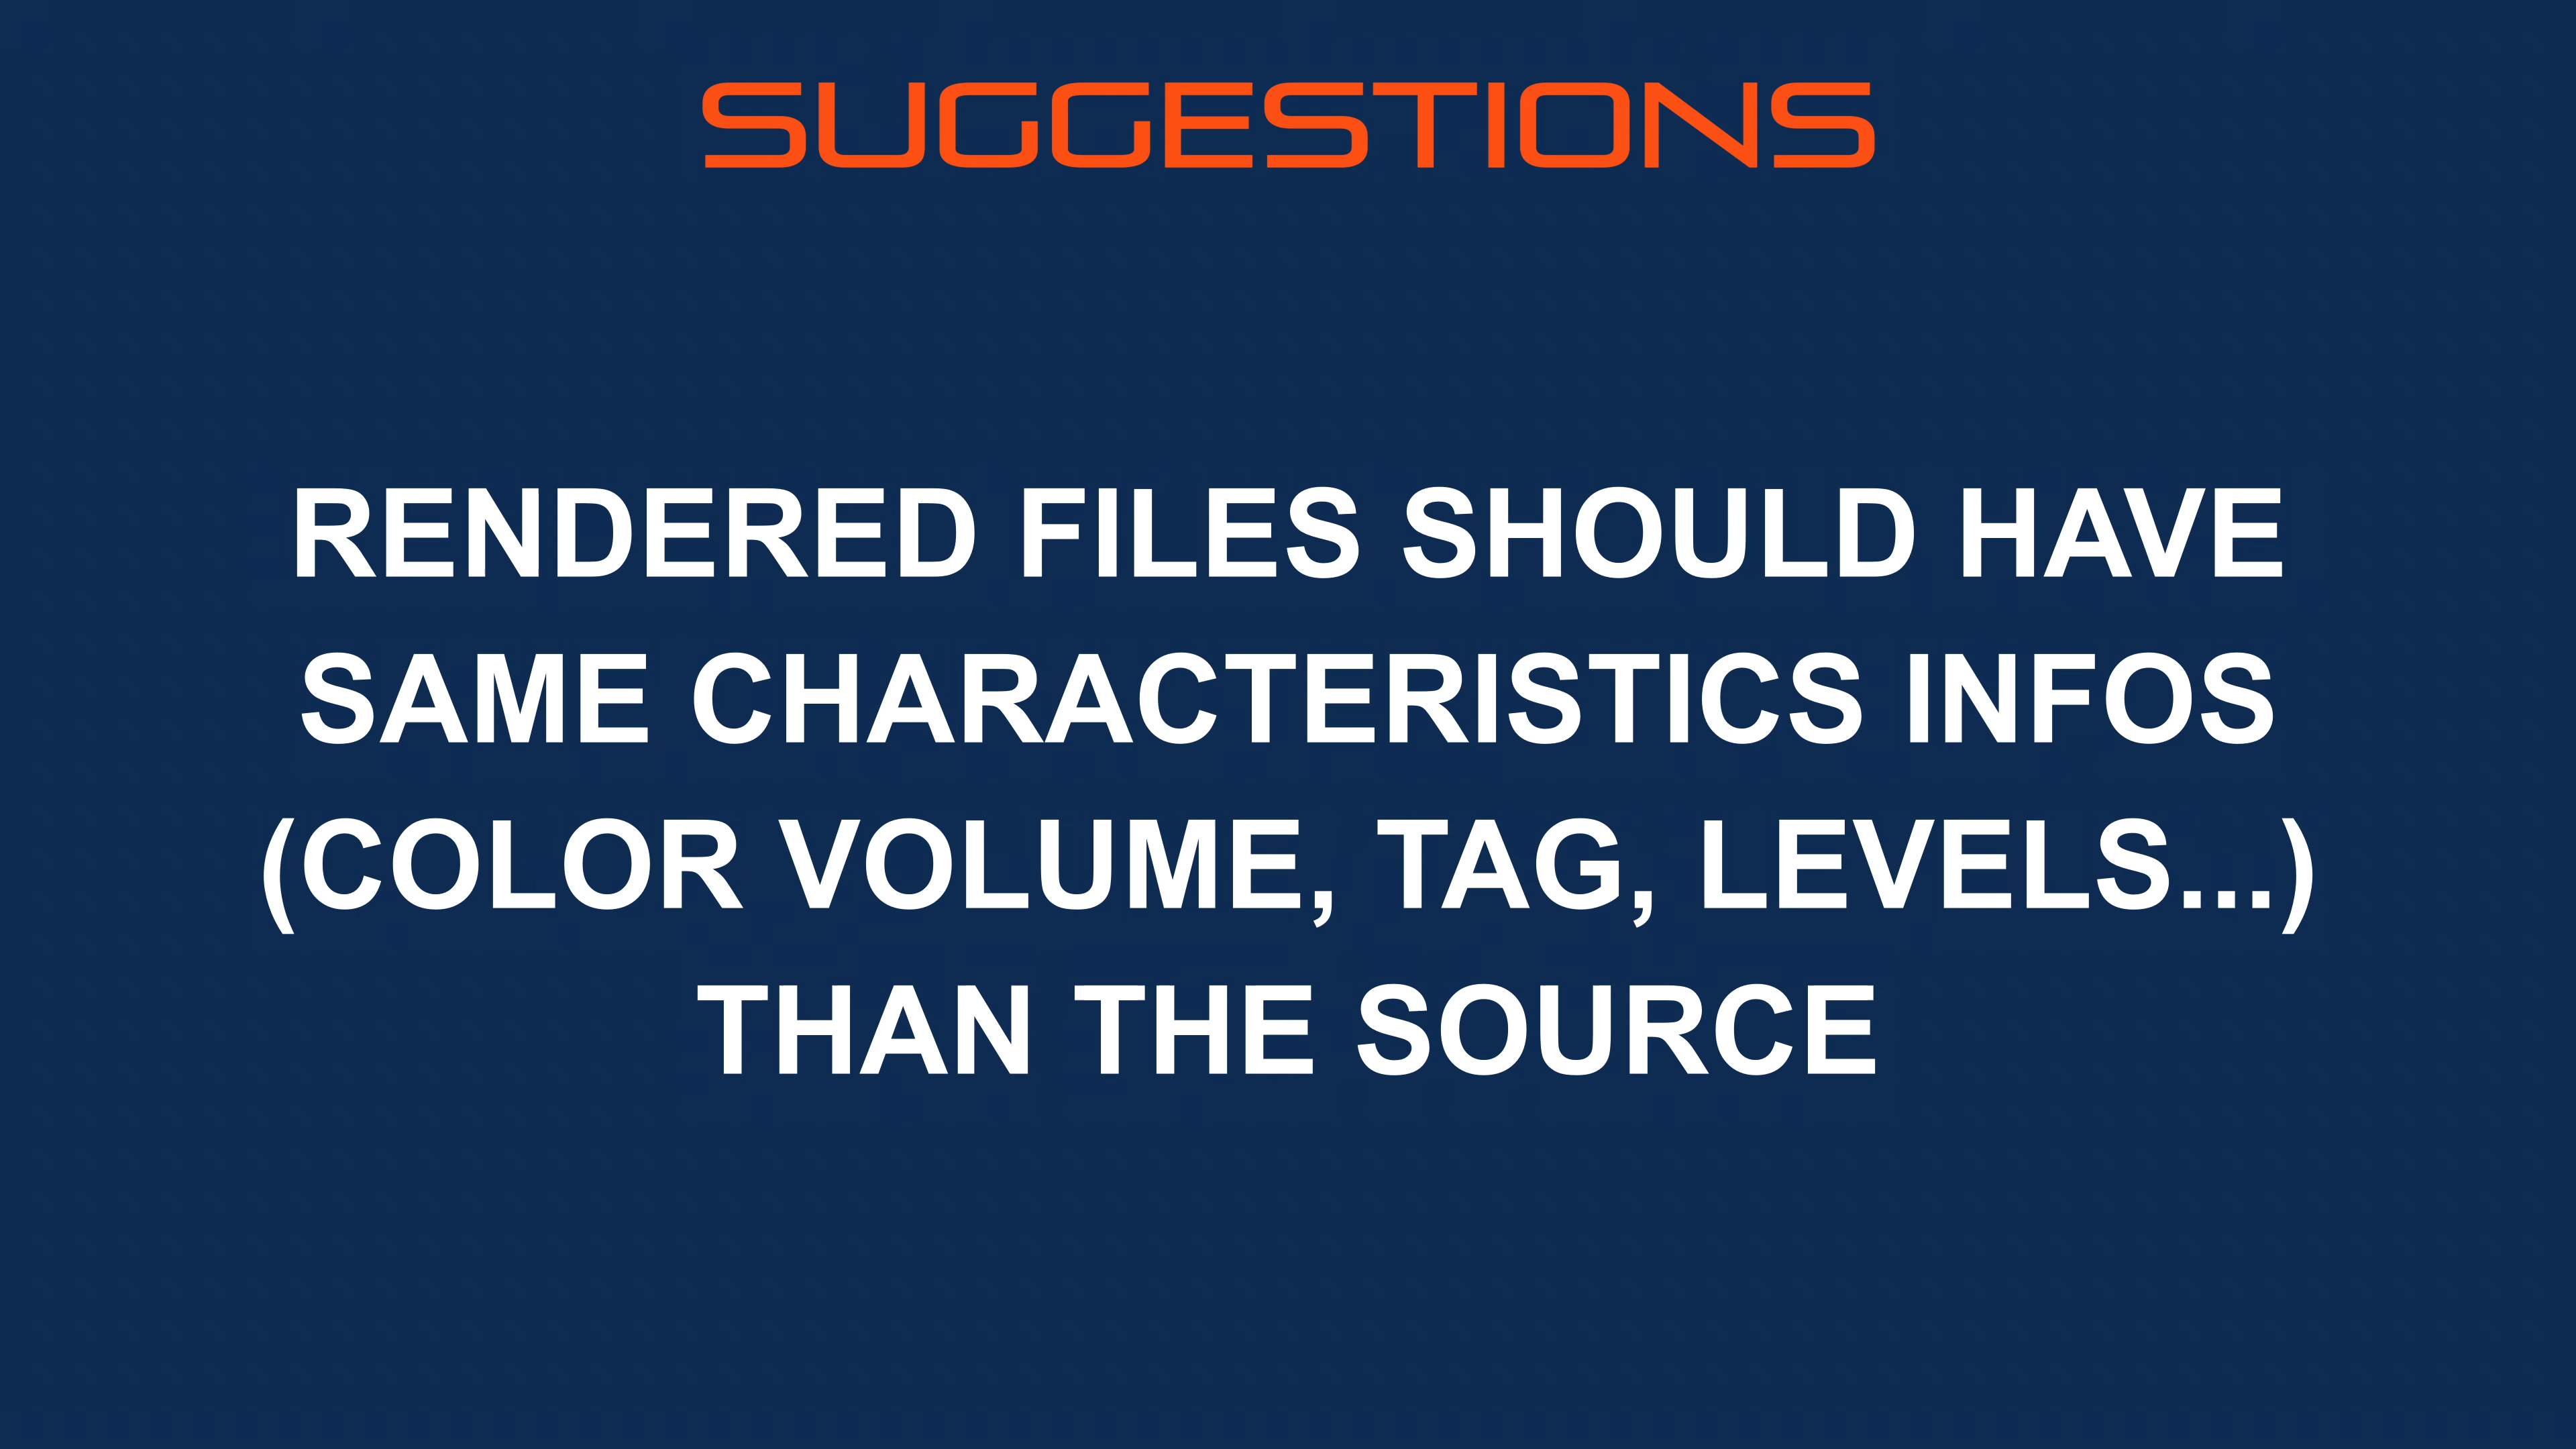 SUGGESTIONS
RENDERED FILES SHOULD HAVE
SAME CHARACTERISTICS INFOS
(COLOR VOLUME, TAG, LEVELS...)
THAN THE SOURCE